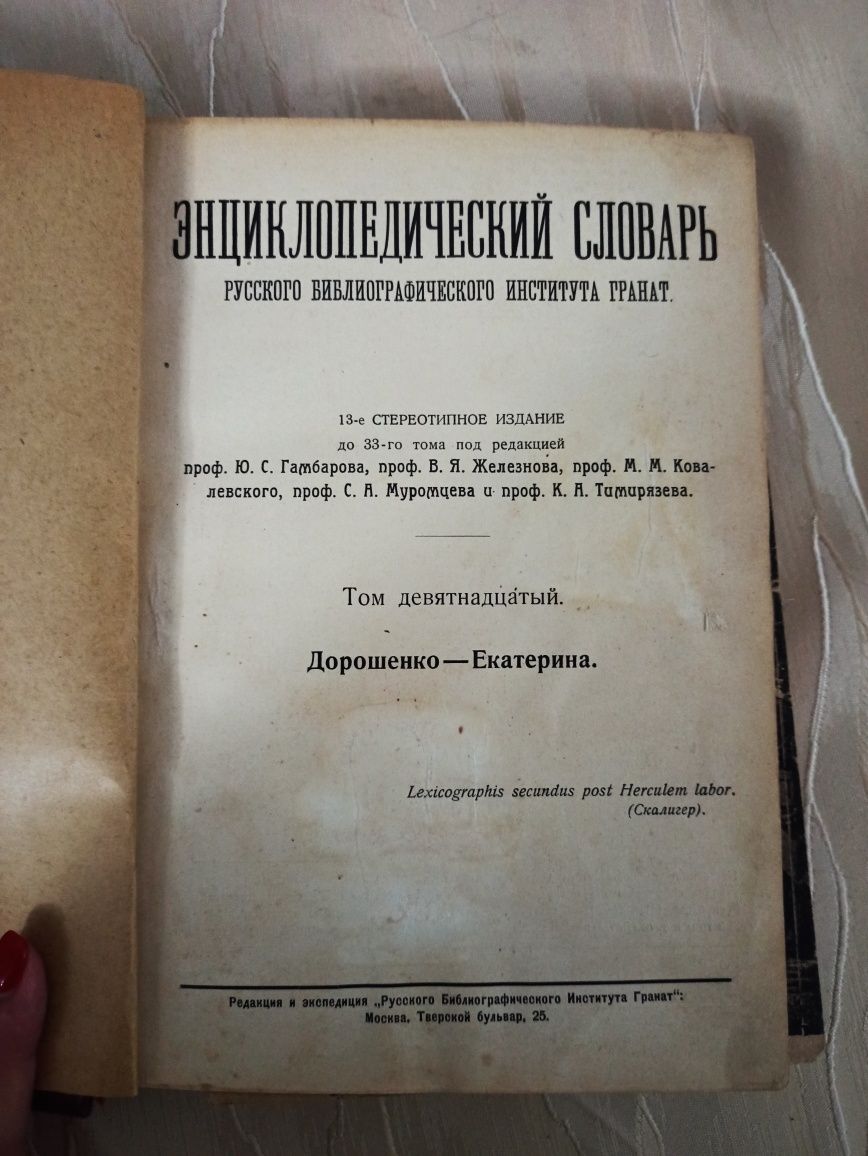 ЭНЦИКЛОПЕДИЧЕСКИЙ СЛОВАРЬ
РУССКОГО БИБЛИОГРАФИЧЕСКОГО ИНСТИТУТА ГРАНАТ.
13-е СТЕРЕОТИПНОЕ ИЗДАНИЕ
до 33-го тома под редакцией
проф. Ю. С. Гамбарова, проф. В. Я. Железнова, проф. М. М. Кова-
левского, проф. С. А. Муромцева и проф. К. А. Тимирязева.
Том девятнадцатый.
Дорошенко—Екатерина.
Lexicographis secundus post Herculem labor.
(Скалигер).
Редакция и экспедиция „Русского Библиографического Института Гранат“:
Москва, Тверской бульвар, 25.